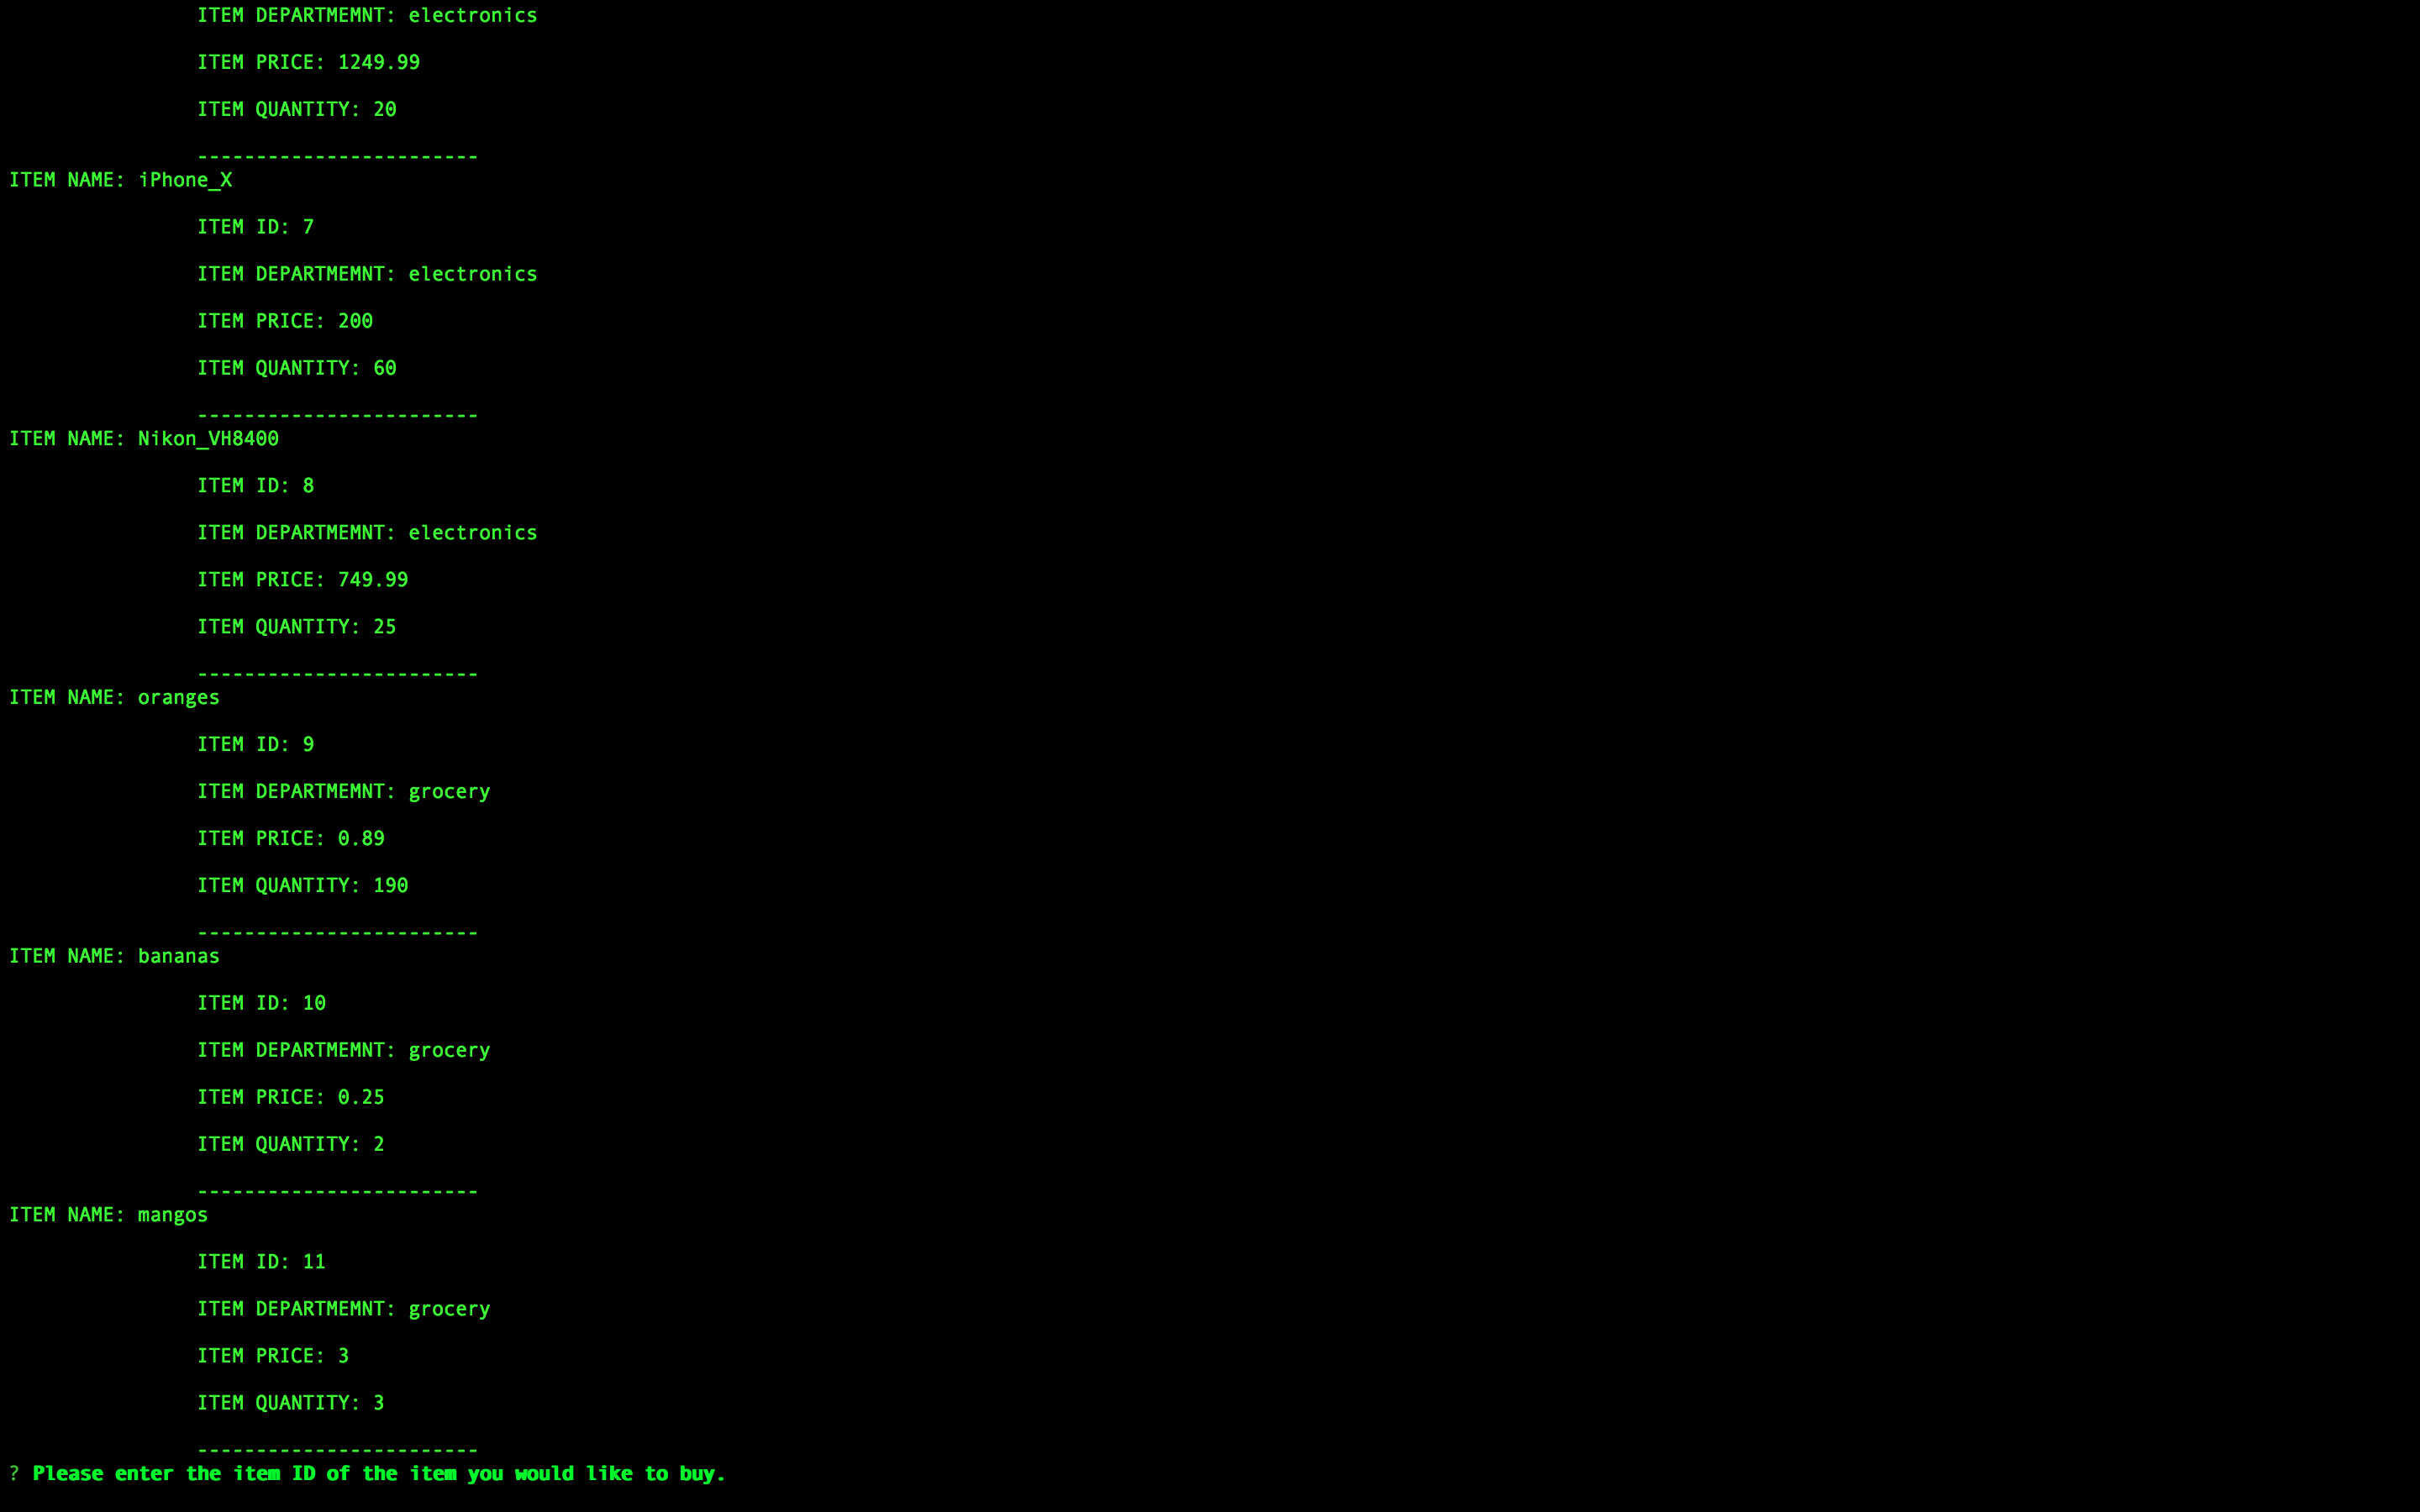 ITEM DEPARTMEMNT: electronics
ITEM PRICE: 1249.99
ITEM QUANTITY: 20
------------------------
ITEM NAME: iPhone_X
ITEM ID: 7
ITEM DEPARTMEMNT: electronics
ITEM PRICE: 200
ITEM QUANTITY: 60
------------------------
ITEM NAME: Nikon_VH8400
ITEM ID: 8
ITEM DEPARTMEMNT: electronics
ITEM PRICE: 749.99
ITEM QUANTITY: 25
------------------------
ITEM NAME: oranges
ITEM ID: 9
ITEM DEPARTMEMNT: grocery
ITEM PRICE: 0.89
ITEM QUANTITY: 190
------------------------
ITEM NAME: bananas
ITEM ID: 10
ITEM DEPARTMEMNT: grocery
ITEM PRICE: 0.25
ITEM QUANTITY: 2
------------------------
ITEM NAME: mangos
ITEM ID: 11
ITEM DEPARTMEMNT: grocery
ITEM PRICE: 3
ITEM QUANTITY: 3
------------------------
? Please enter the item ID of the item you would like to buy.